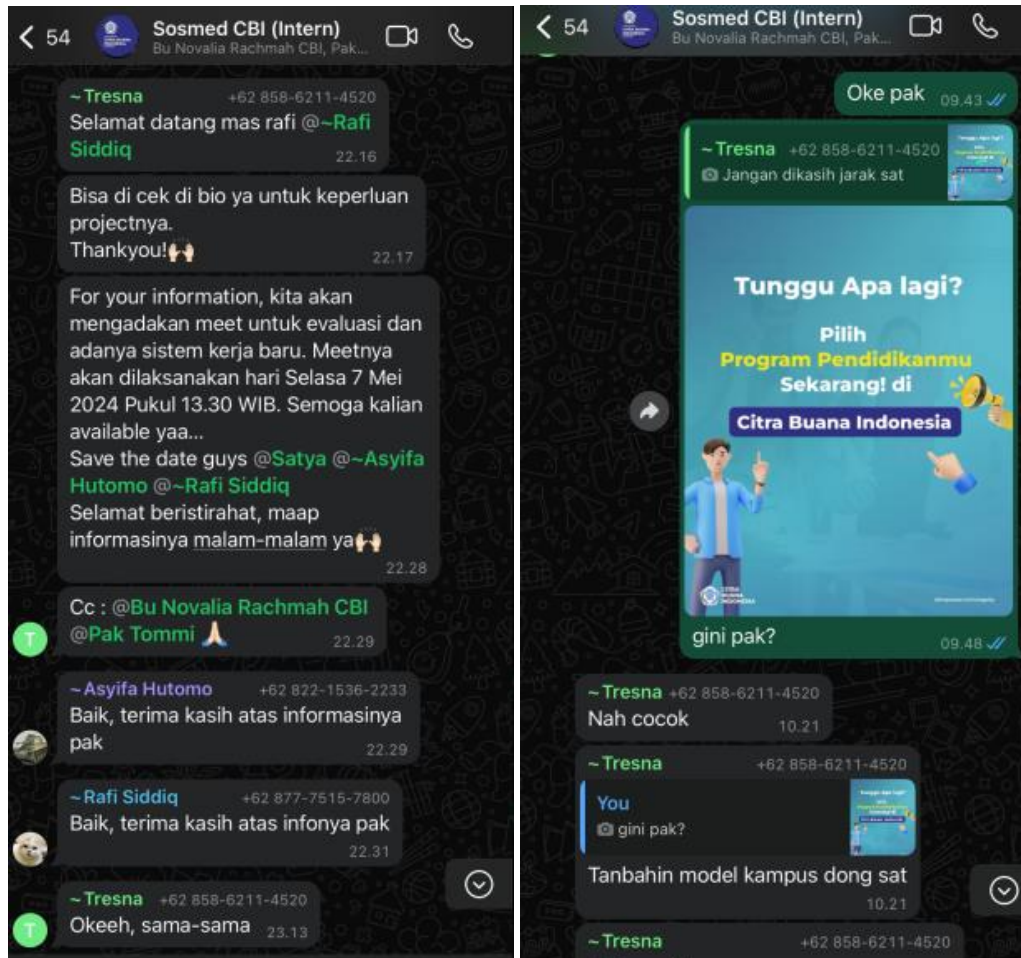 54
Sosmed CBI (Intern)
Bu Novalia Rachmah CBI, Pak...
~Tresna +62 858-6211-4520
Selamat datang mas rafi @~Rafi
Siddiq
22.16
Bisa di cek di bio ya untuk keperluan
projectnya.
Thankyou!🙌🏻
22.17
For your information, kita akan
mengadakan meet untuk evaluasi dan
adanya sistem kerja baru. Meetnya
akan dilaksanakan hari Selasa 7 Mei
2024 Pukul 13.30 WIB. Semoga kalian
available yaa...
Save the date guys @Satya @~Asyifa
Hutomo @~Rafi Siddiq
Selamat beristirahat, maap
informasinya malam-malam ya🙌🏻
22.28
Cc : @Bu Novalia Rachmah CBI
@Pak Tommi 🙏🏻
22.29
T
~Asyifa Hutomo +62 822-1536-2233
Baik, terima kasih atas informasinya
pak
22.29
~Rafi Siddiq +62 877-7515-7800
Baik, terima kasih atas infonya pak
22.31
~Tresna +62 858-6211-4520
Okeeh, sama-sama 23.13
T
54
Sosmed CBI (Intern)
Bu Novalia Rachmah CBI, Pak...
Oke pak 09.43
~Tresna +62 858-6211-4520
Jangan dikasih jarak sat
Tunggu Apa lagi?
Pilih
Program Pendidikanmu
Sekarang! di
Citra Buana Indonesia
CITRA
BUANA
INDONESIA
gini pak?
09.48
~Tresna +62 858-6211-4520
Nah cocok
10.21
~Tresna +62 858-6211-4520
You
gini pak?
Tanbahin model kampus dong sat
10.21
~Tresna +62 858-6211-4520